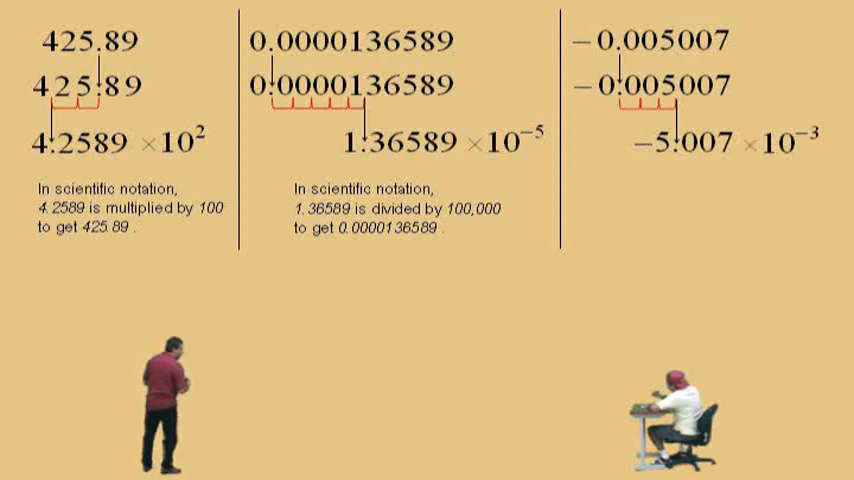 425.89
425.89
4.2589 ×10²
In scientific notation,
4.2589 is multiplied by 100
to get 425.89 .
0.0000136589
0.0000136589
1.36589 ×10⁻⁵
In scientific notation,
1.36589 is divided by 100,000
to get 0.0000136589 .
−0.005007
−0.005007
−5.007 ×10⁻³